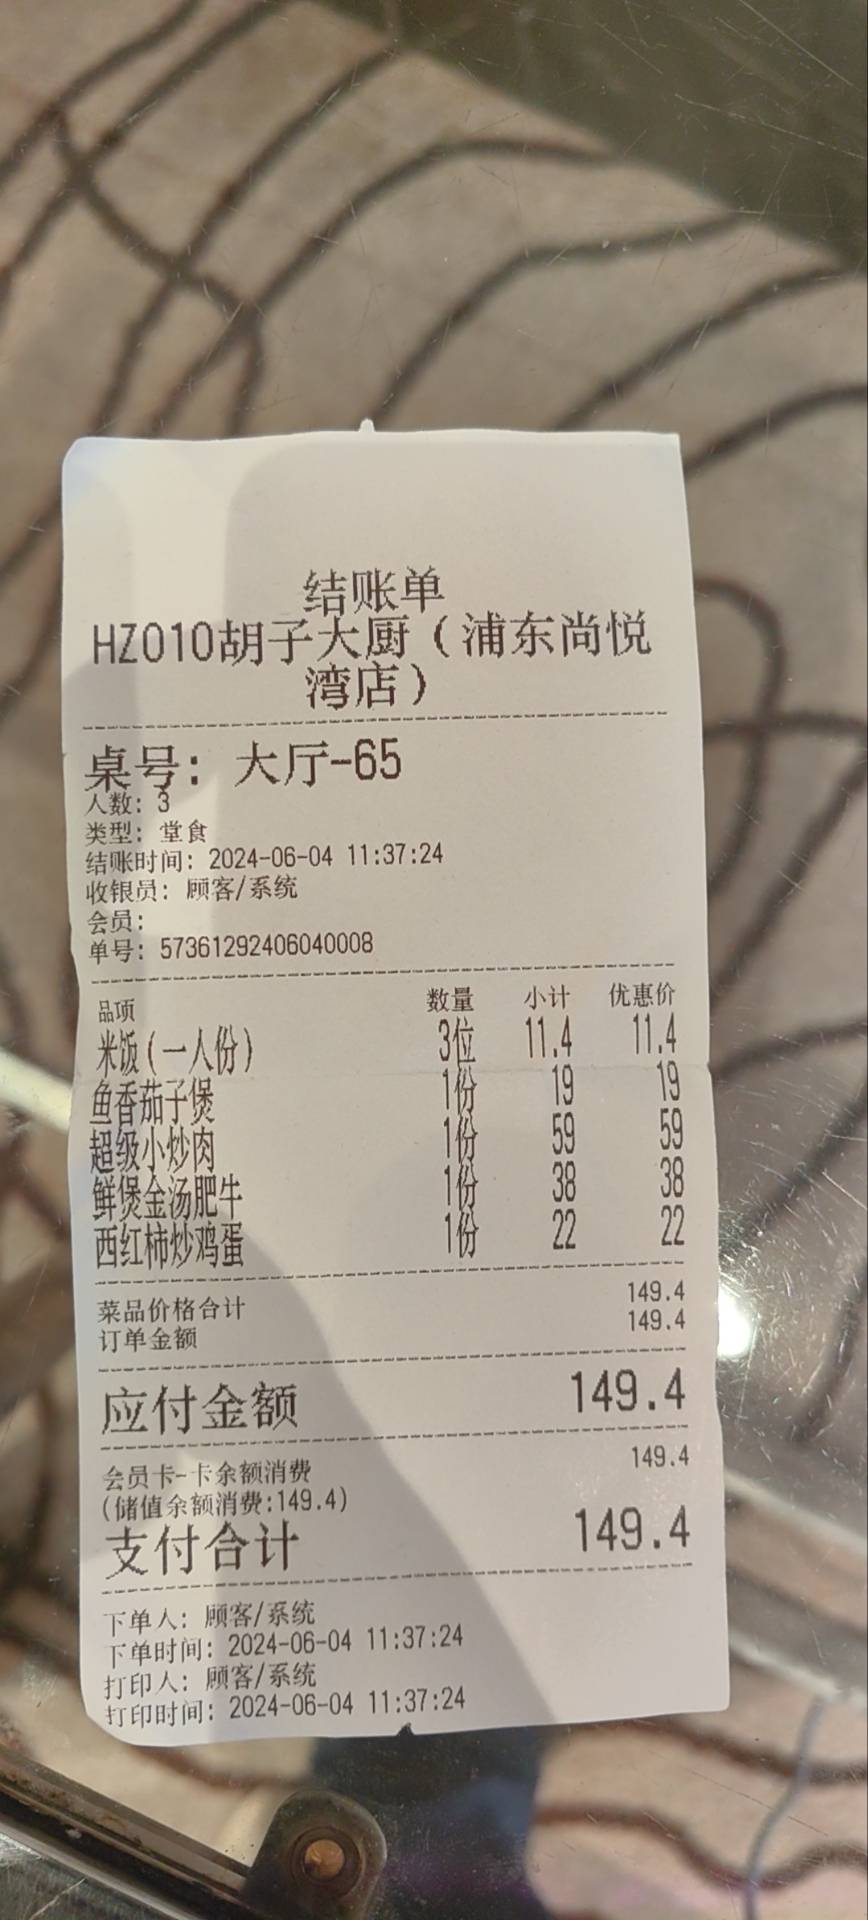 结账单
HZ010胡子大厨（浦东尚悦
湾店）
桌号：大厅-65
人数：3
类型：堂食
结账时间：2024-06-04 11:37:24
收银员：顾客/系统
会员：
单号：57361292406040008
品项 数量 小计 优惠价
米饭(一人份) 3位 11.4 11.4
鱼香茄子煲 1份 19 19
超级小炒肉 1份 59 59
鲜煲金汤肥牛 1份 38 38
西红柿炒鸡蛋 1份 22 22
菜品价格合计 149.4
订单金额 149.4
应付金额 149.4
会员卡-卡余额消费 149.4
(储值余额消费:149.4)
支付合计 149.4
下单人：顾客/系统
下单时间：2024-06-04 11:37:24
打印人：顾客/系统
打印时间：2024-06-04 11:37:24